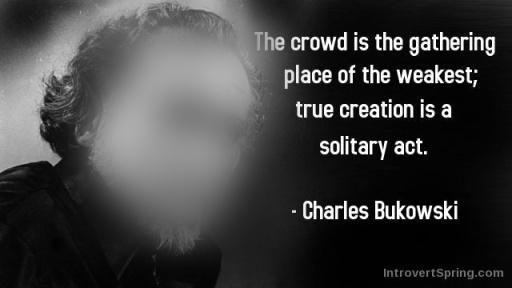 The crowd is the gathering
place of the weakest;
true creation is a
solitary act.
- Charles Bukowski
IntrovertSpring.com